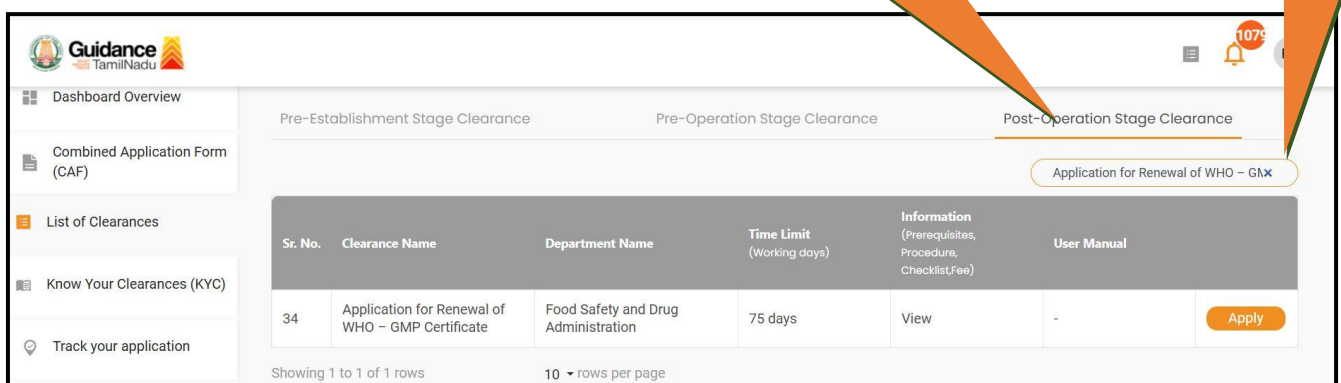 Guidance
TamilNadu
1079
Dashboard Overview
Combined Application Form
(CAF)
List of Clearances
Know Your Clearances (KYC)
Track your application
Pre-Establishment Stage Clearance
Pre-Operation Stage Clearance
Post-Operation Stage Clearance
Application for Renewal of WHO – GM
Sr. No.
Clearance Name
Department Name
Time Limit
(Working days)
Information
(Prerequisites,
Procedure,
Checklist,Fee)
User Manual
34
Application for Renewal of
WHO – GMP Certificate
Food Safety and Drug
Administration
75 days
View
-
Apply
Showing 1 to 1 of 1 rows
10 rows per page